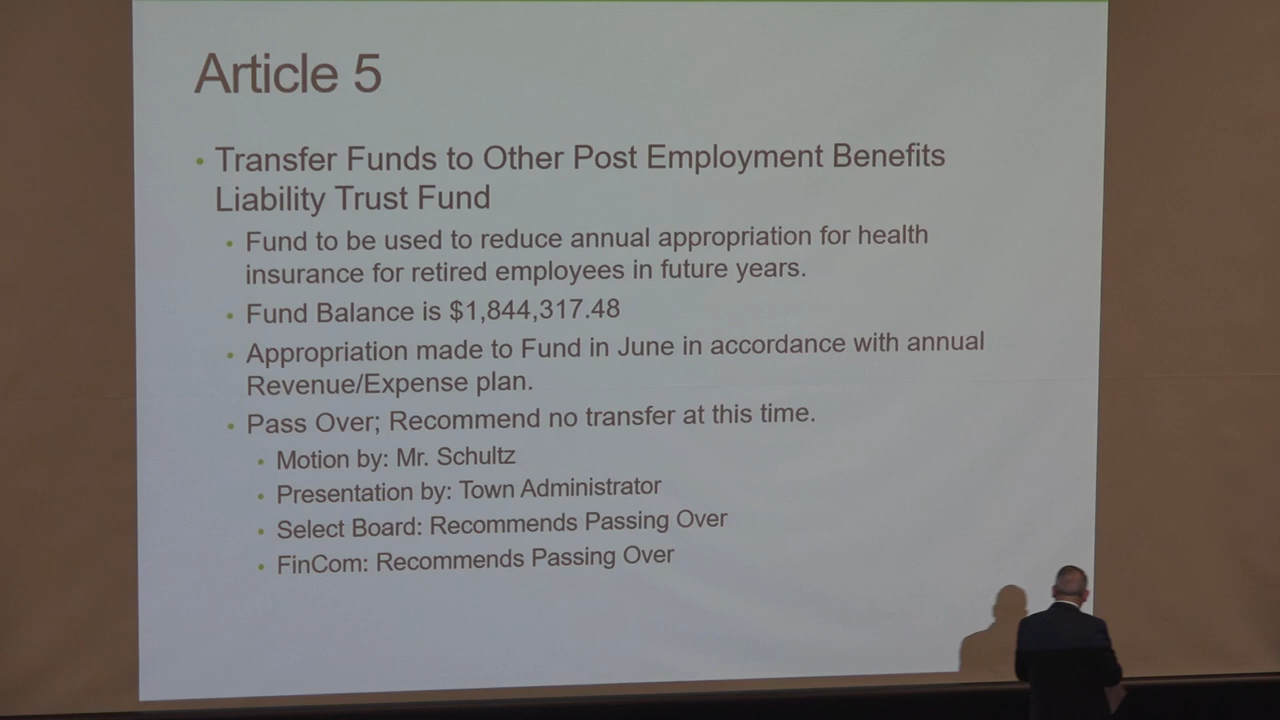 Article 5
• Transfer Funds to Other Post Employment Benefits
Liability Trust Fund
• Fund to be used to reduce annual appropriation for health
insurance for retired employees in future years.
• Fund Balance is $1,844,317.48
• Appropriation made to Fund in June in accordance with annual
Revenue/Expense plan.
• Pass Over; Recommend no transfer at this time.
• Motion by: Mr. Schultz
• Presentation by: Town Administrator
• Select Board: Recommends Passing Over
• FinCom: Recommends Passing Over